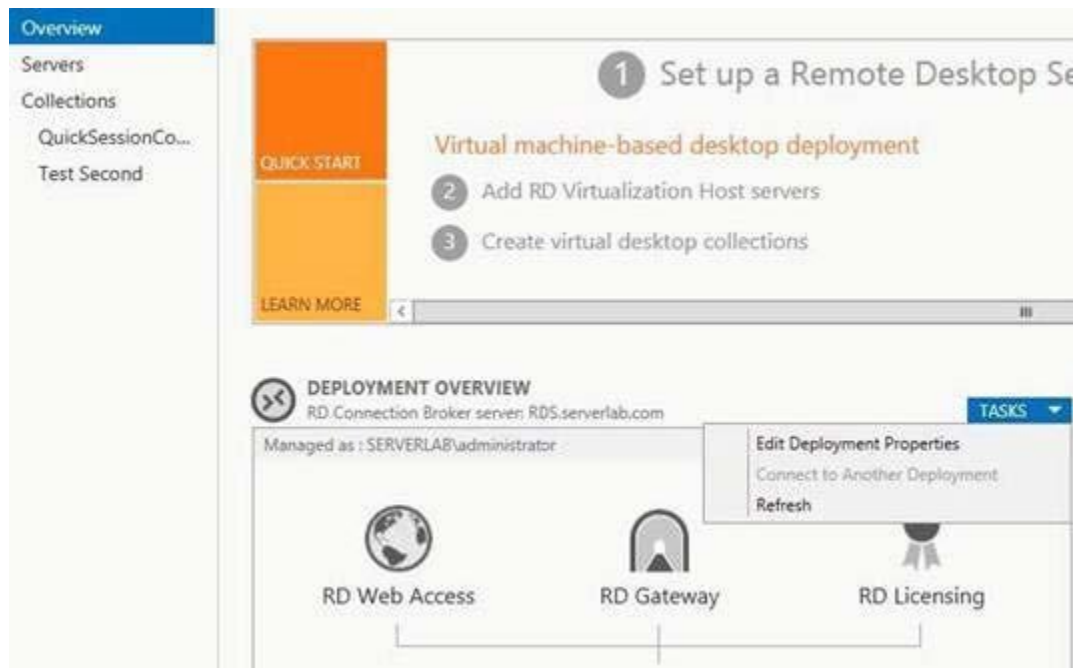 Overview
Servers
Collections
QuickSessionCo...
Test Second
1 Set up a Remote Desktop Se
QUICK START
Virtual machine-based desktop deployment
2 Add RD Virtualization Host servers
3 Create virtual desktop collections
LEARN MORE
DEPLOYMENT OVERVIEW
RD Connection Broker server: RDS.serverlab.com
TASKS
Managed as : SERVERLAB\administrator
Edit Deployment Properties
Connect to Another Deployment
Refresh
RD Web Access
RD Gateway
RD Licensing